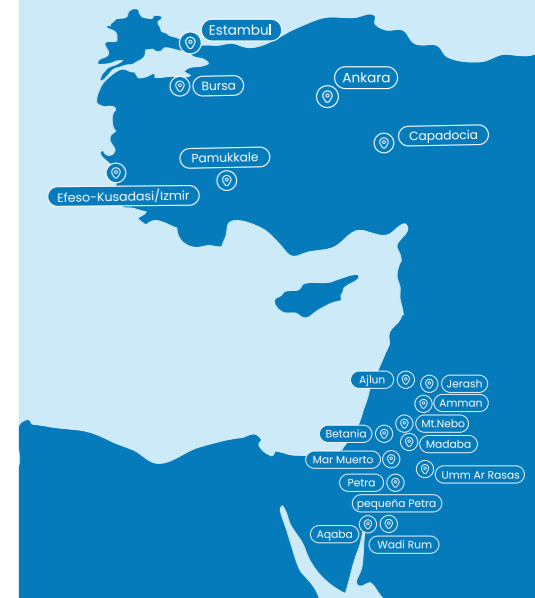 Estambul
Bursa
Ankara
Capadocia
Pamukkale
Efeso-Kusadasi/Izmir
Ajlun
Jerash
Amman
Mt.Nebo
Betania
Madaba
Mar Muerto
Umm Ar Rasas
Petra
pequeña Petra
Aqaba
Wadi Rum